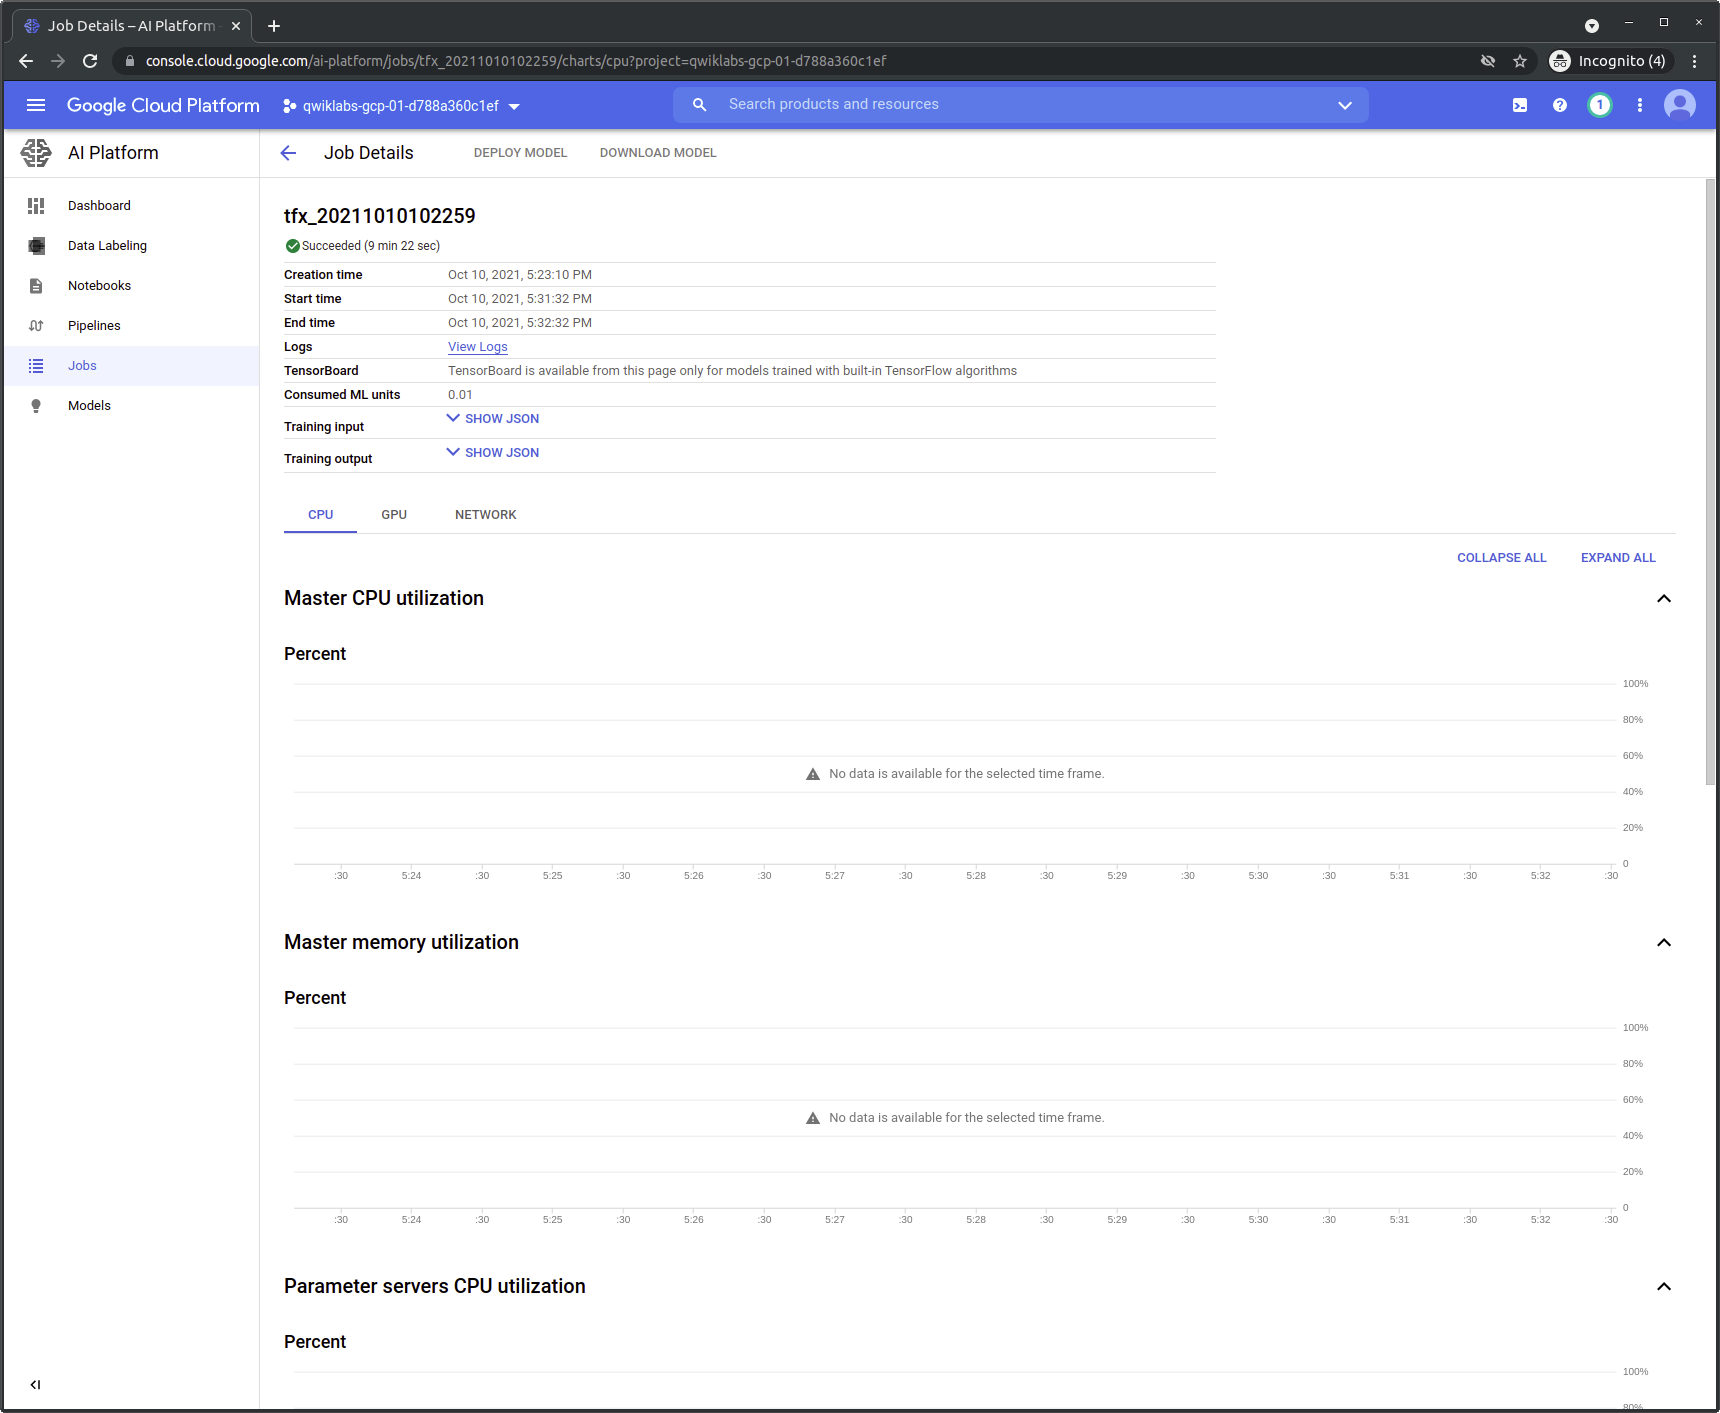 Job Details – AI Platform
console.cloud.google.com/ai-platform/jobs/tfx_20211010102259/charts/cpu?project=qwiklabs-gcp-01-d788a360c1ef
Incognito (4)
Google Cloud Platform
qwiklabs-gcp-01-d788a360c1ef
Search products and resources
1
AI Platform
Job Details
DEPLOY MODEL
DOWNLOAD MODEL
Dashboard
Data Labeling
Notebooks
Pipelines
Jobs
Models
tfx_20211010102259
Succeeded (9 min 22 sec)
Creation time Oct 10, 2021, 5:23:10 PM
Start time Oct 10, 2021, 5:31:32 PM
End time Oct 10, 2021, 5:32:32 PM
Logs View Logs
TensorBoard TensorBoard is available from this page only for models trained with built-in TensorFlow algorithms
Consumed ML units 0.01
Training input SHOW JSON
Training output SHOW JSON
CPU GPU NETWORK
COLLAPSE ALL EXPAND ALL
Master CPU utilization
Percent
100%
80%
60%
No data is available for the selected time frame.
40%
20%
0
:30 5:24 :30 5:25 :30 5:26 :30 5:27 :30 5:28 :30 5:29 :30 5:30 :30 5:31 :30 5:32 :30
Master memory utilization
Percent
100%
80%
60%
No data is available for the selected time frame.
40%
20%
0
:30 5:24 :30 5:25 :30 5:26 :30 5:27 :30 5:28 :30 5:29 :30 5:30 :30 5:31 :30 5:32 :30
Parameter servers CPU utilization
Percent
100%
80%